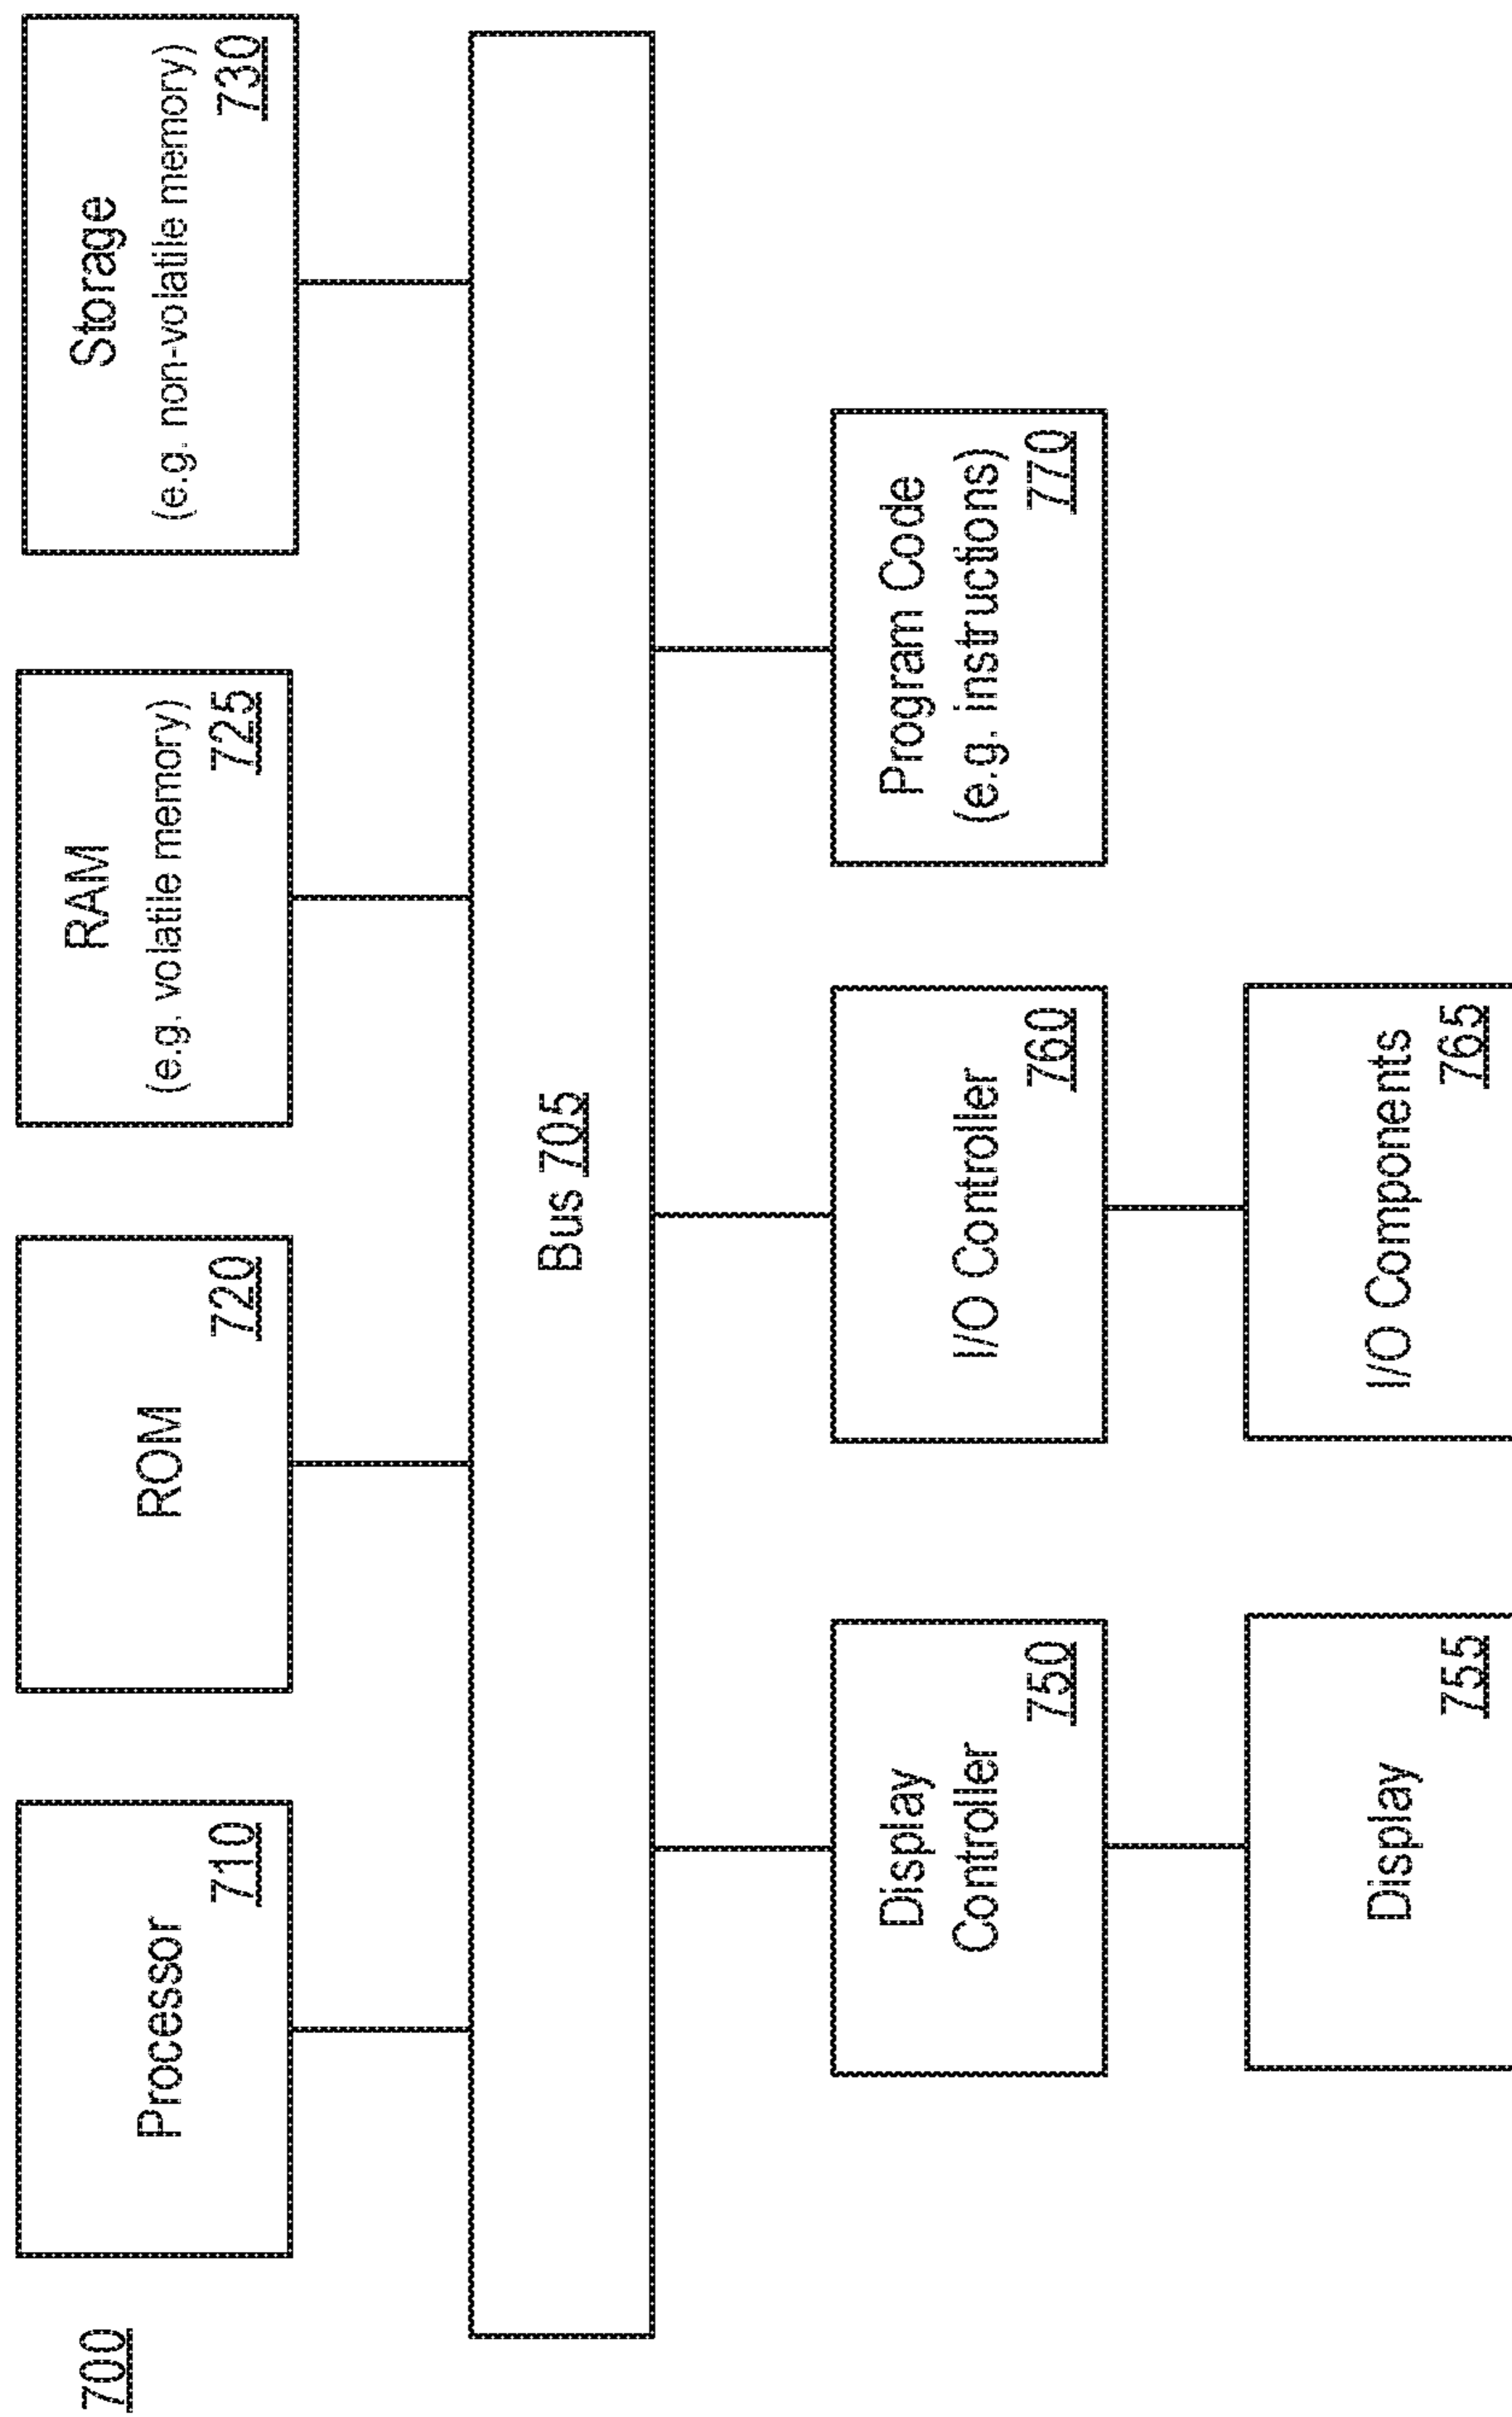 700
Processor
710
ROM
720
RAM
(e.g. volatile memory)
725
Storage
(e.g. non-volatile memory)
730
Bus 705
Display
Controller
750
I/O Controller
760
Program Code
(e.g. instructions)
770
Display
755
I/O Components
765